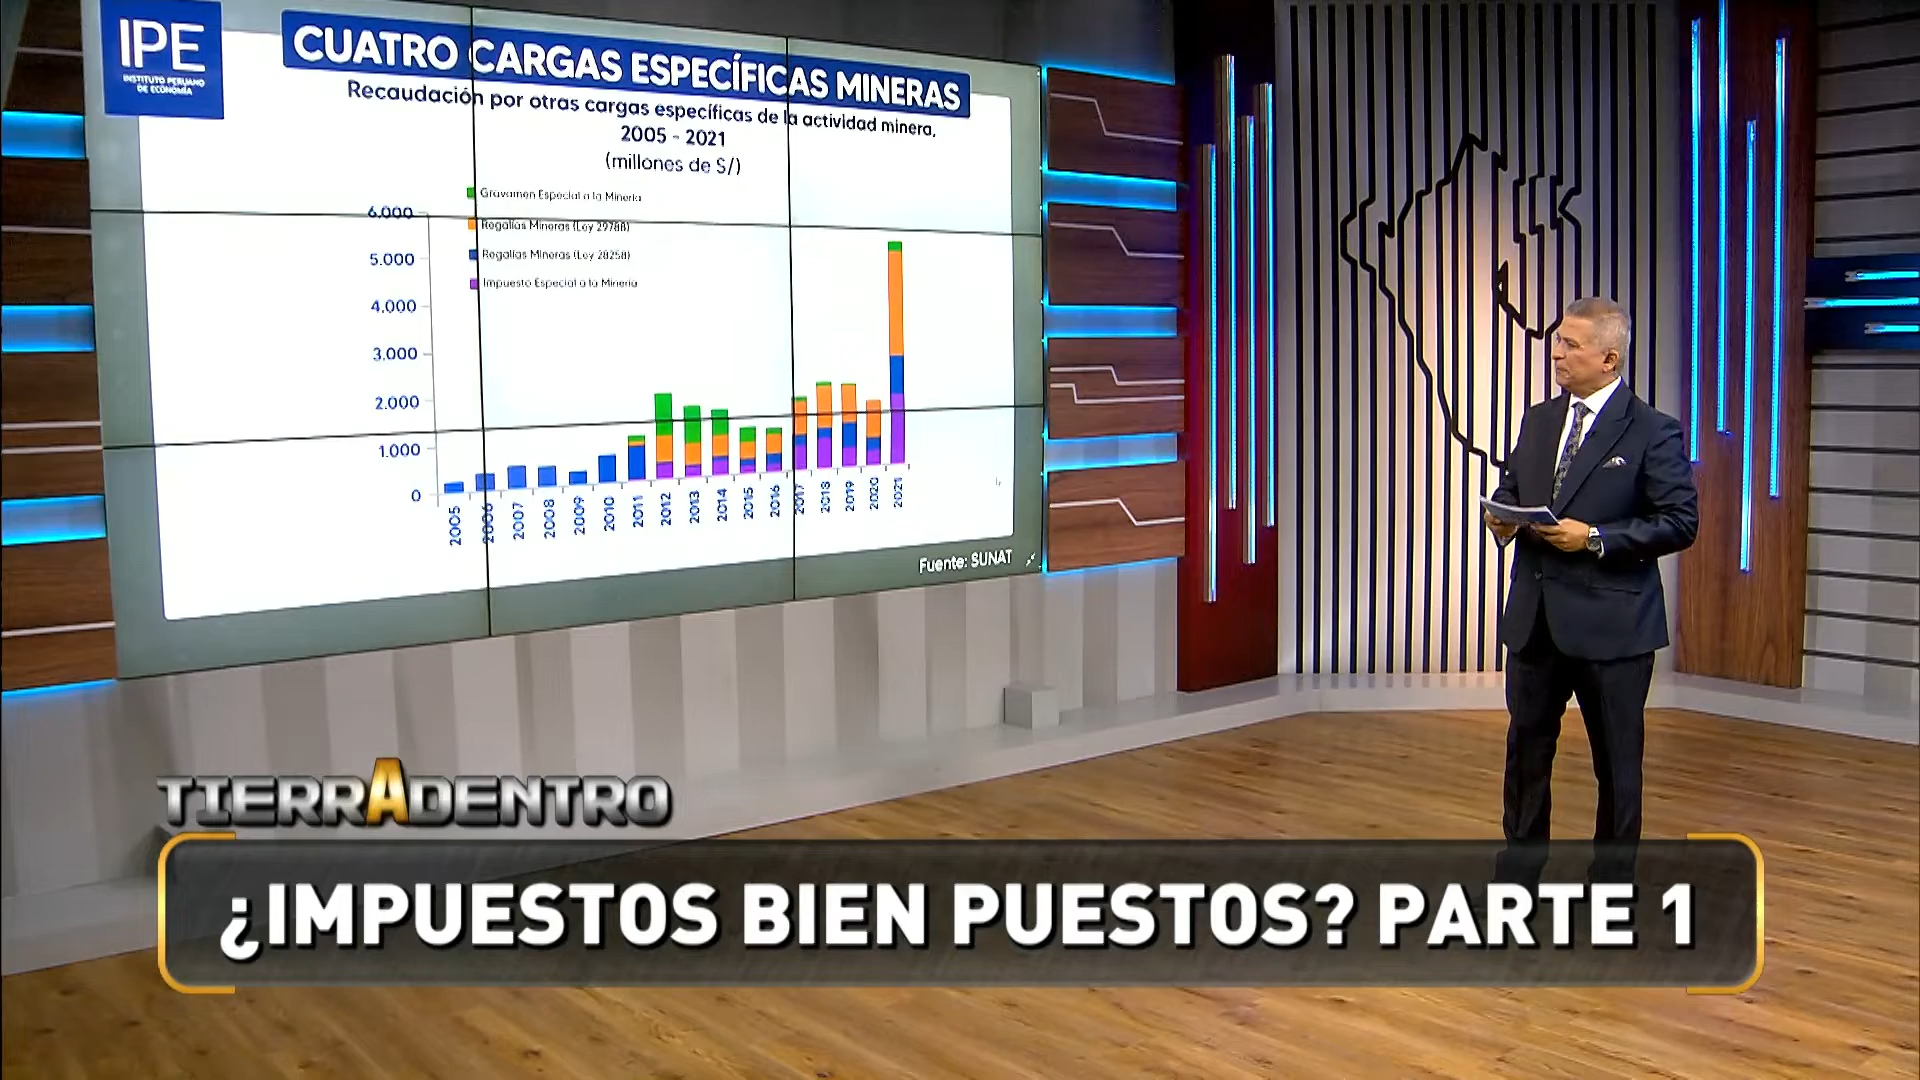 IPE
INSTITUTO PERUANO
DE ECONOMÍA
CUATRO CARGAS ESPECÍFICAS MINERAS
Recaudación por otras cargas específicas de la actividad minera,
2005 - 2021
(millones de S/)
Gravamen Especial a la Minería
Regalías Mineras (Ley 29788)
Regalías Mineras (Ley 28258)
Impuesto Especial a la Minería
6.000
5.000
4.000
3.000
2.000
1.000
0
2005 2006 2007 2008 2009 2010 2011 2012 2013 2014 2015 2016 2017 2018 2019 2020 2021
Fuente: SUNAT
TIERRADENTRO
¿IMPUESTOS BIEN PUESTOS? PARTE 1